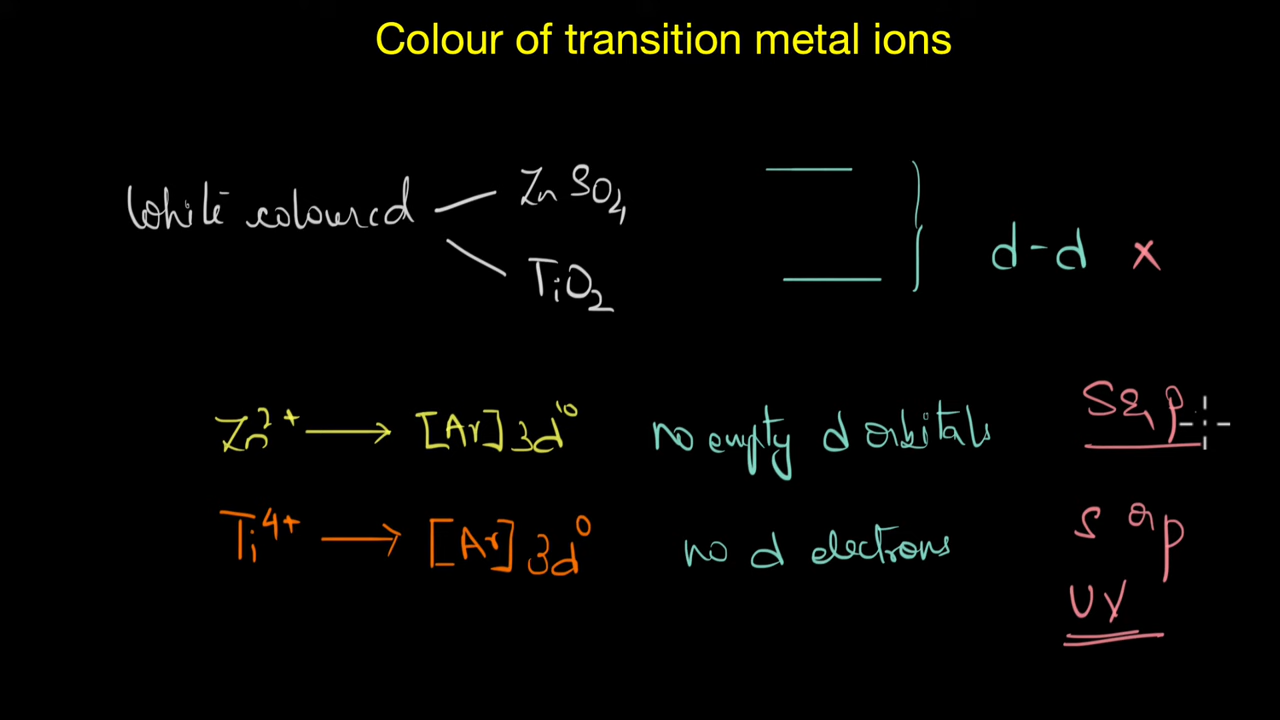 Colour of transition metal ions
White coloured
ZnSO4
TiO2
d-d ×
Zn2+ → [Ar] 3d10 no empty d orbitals S & p
Ti4+ → [Ar] 3d0 no d electrons s or p
UV